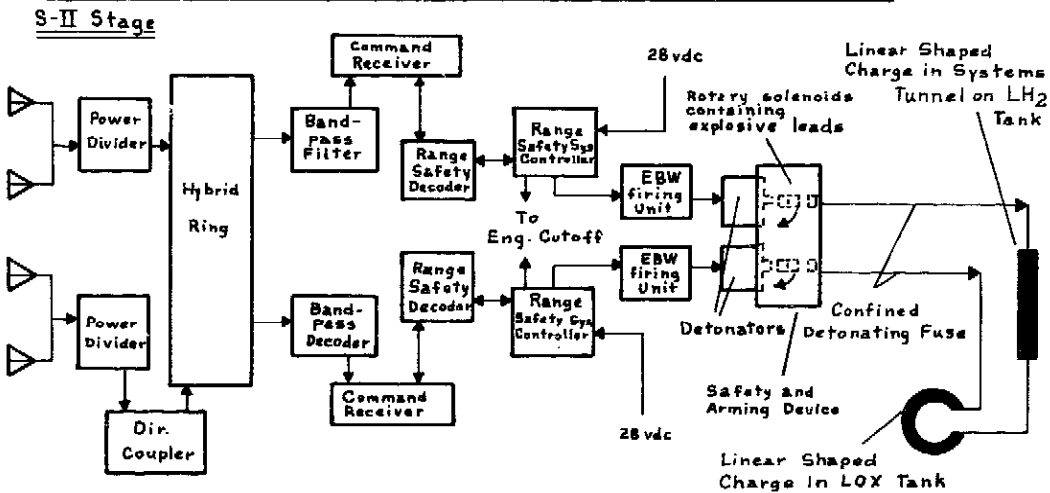 S-II Stage
Command
Receiver
28 vdc
Linear Shaped
Charge in Systems
Tunnel on LH2
Tank
Power
Divider
Band-
pass
Filter
Rotary solenoids
containing
explosive leads
Range
Safety
Decoder
Range
Safety Sys
Controller
Hybrid
Ring
EBW
firing
Unit
To
Eng. Cutoff
EBW
firing
Unit
Range
Safety
Decoder
Range
Safety Sys
Controller
Power
Divider
Band-
pass
Decoder
Detonators
Confined
Detonating Fuse
Command
Receiver
Safety and
Arming Device
Dir.
Coupler
28 vdc
Linear Shaped
Charge in LOX Tank